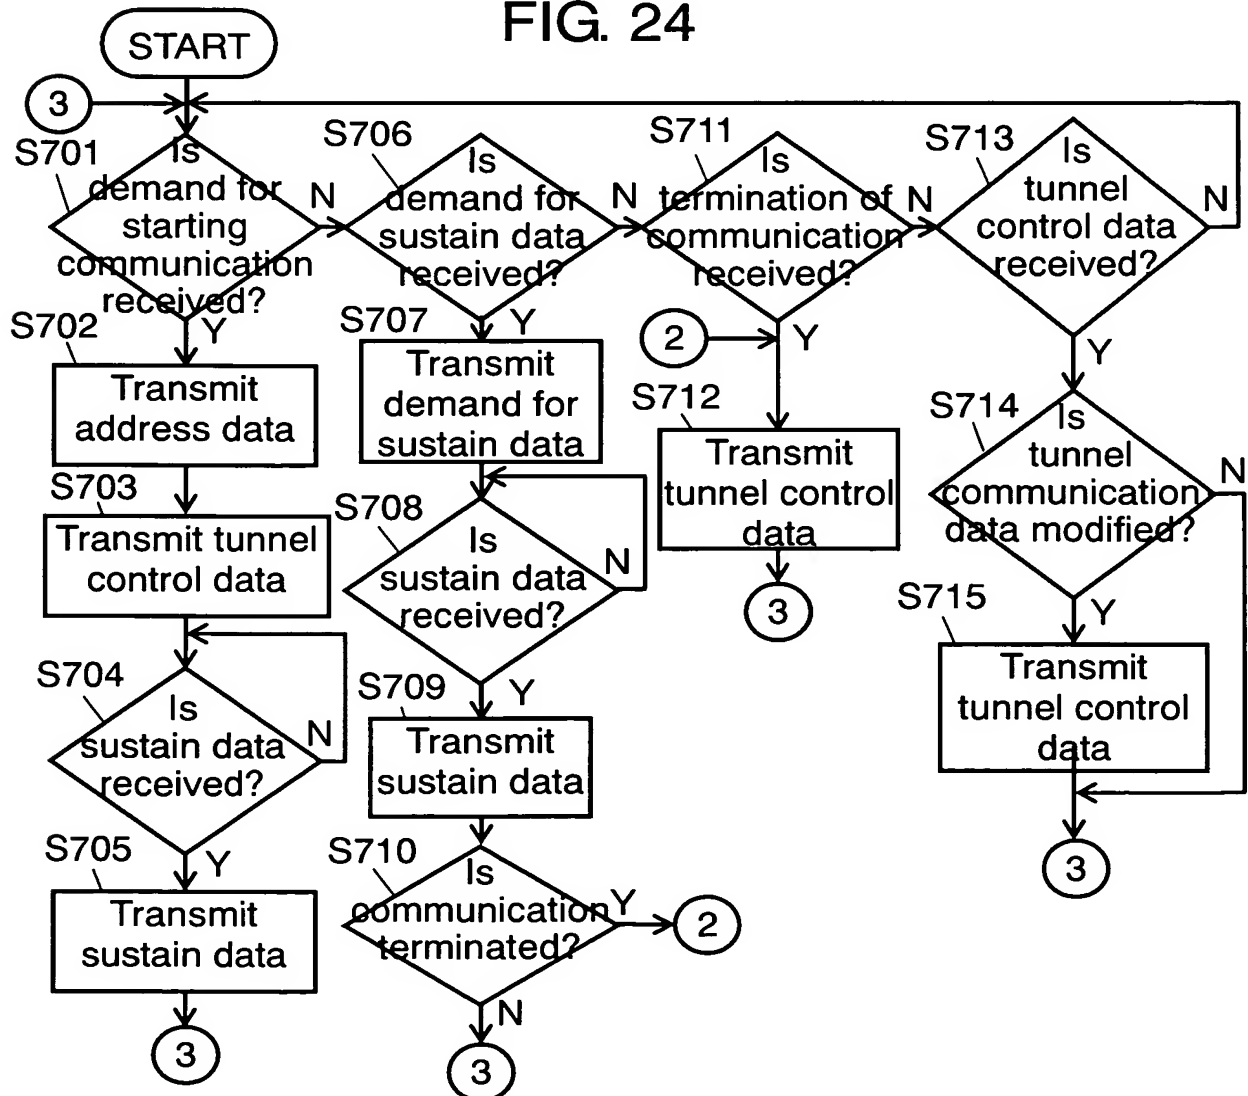 FIG. 24
START
3
S701
Is
demand for
starting
communication
received?
N
Y
S702
Transmit
address data
S703
Transmit tunnel
control data
S704
Is
sustain data
received?
N
Y
S705
Transmit
sustain data
3
S706
Is
demand for
sustain data
received?
N
Y
S707
Transmit
demand for
sustain data
S708
Is
sustain data
received?
N
Y
S709
Transmit
sustain data
S710
Is
communication
terminated?
Y
2
N
3
S711
Is
termination of
communication
received?
N
2
Y
S712
Transmit
tunnel control
data
3
S713
Is
tunnel
control data
received?
N
Y
S714
Is
tunnel
communication
data modified?
N
Y
S715
Transmit
tunnel control
data
3